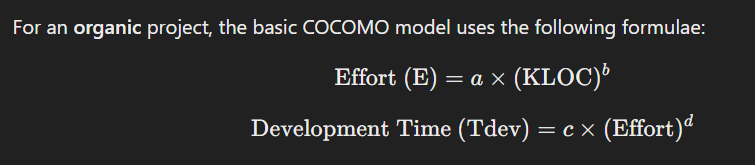 For an organic project, the basic COCOMO model uses the following formulae:
Effort (E) = a × (KLOC)^b
Development Time (Tdev) = c × (Effort)^d